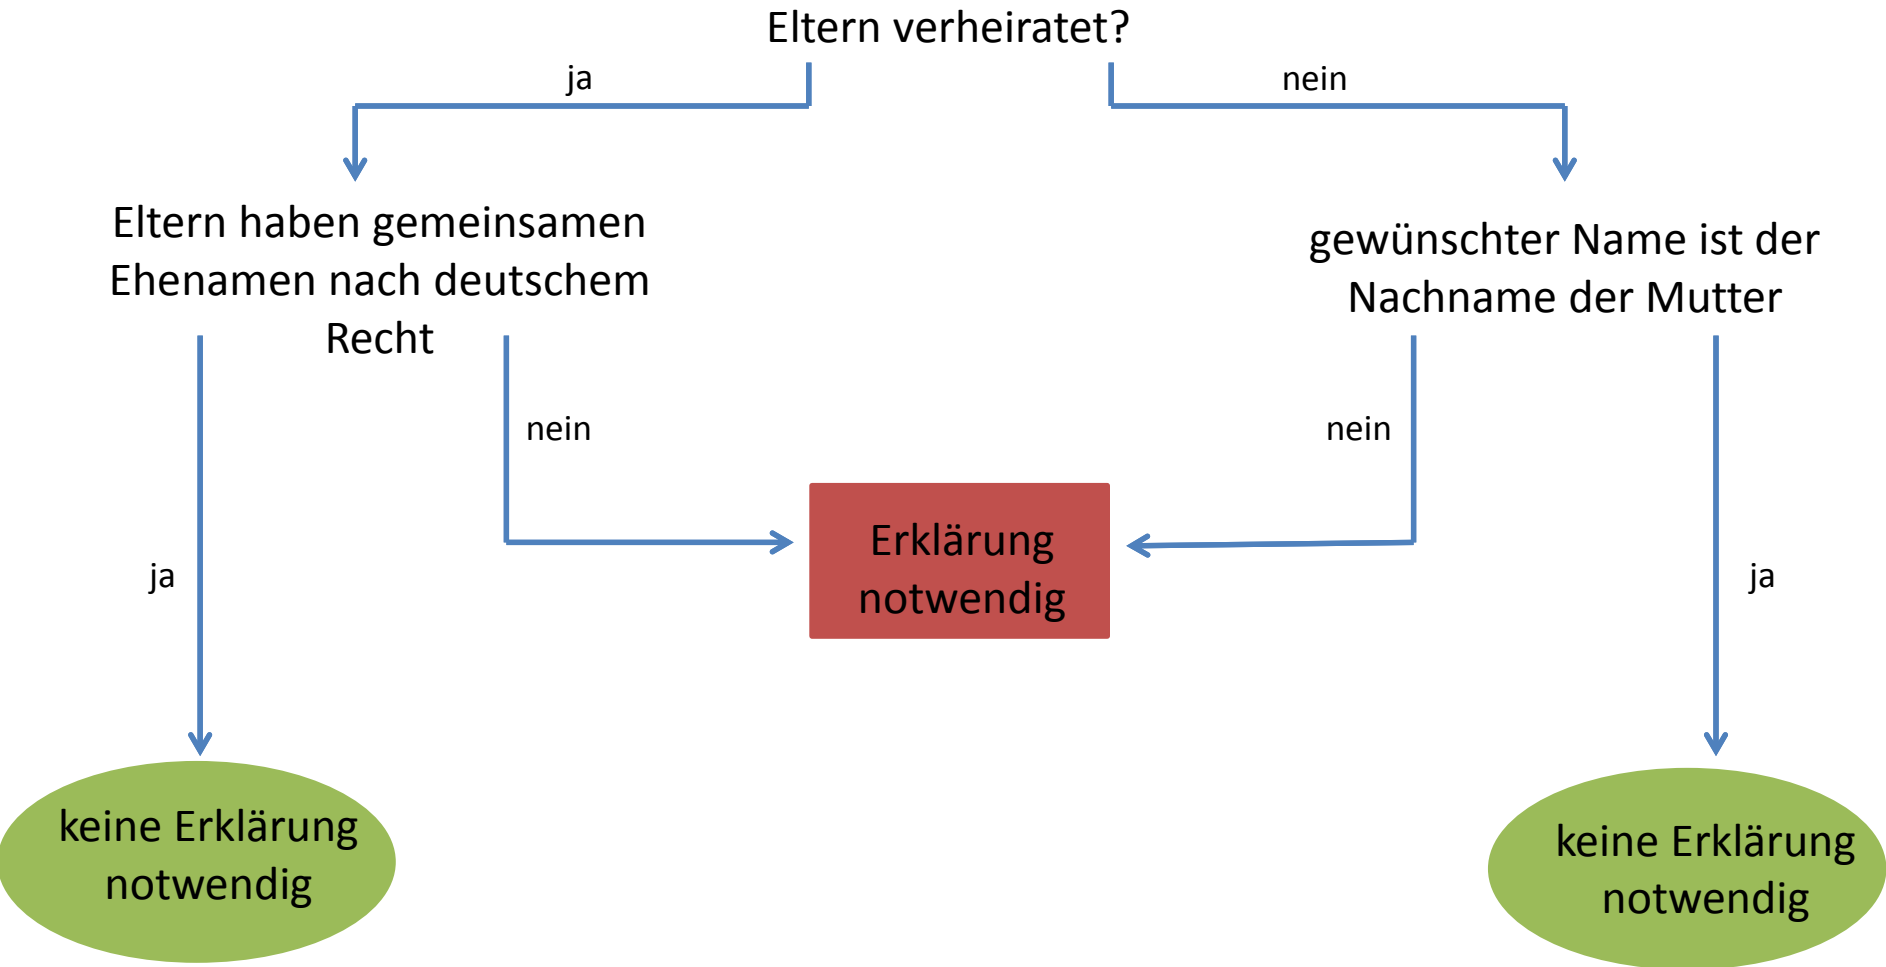 Eltern verheiratet?
ja
nein
Eltern haben gemeinsamen
Ehenamen nach deutschem
Recht
gewünschter Name ist der
Nachname der Mutter
nein
nein
Erklärung
notwendig
ja
ja
keine Erklärung
notwendig
keine Erklärung
notwendig